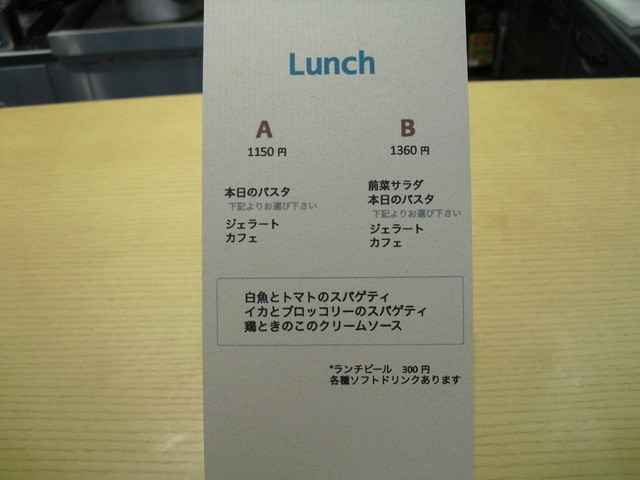 Lunch
A
1150 円
本日のパスタ
下記よりお選び下さい
ジェラート
カフェ
B
1360 円
前菜サラダ
本日のパスタ
下記よりお選び下さい
ジェラート
カフェ
白魚とトマトのスパゲティ
イカとブロッコリーのスパゲティ
鶏ときのこのクリームソース
*ランチビール 300 円
各種ソフトドリンクあります